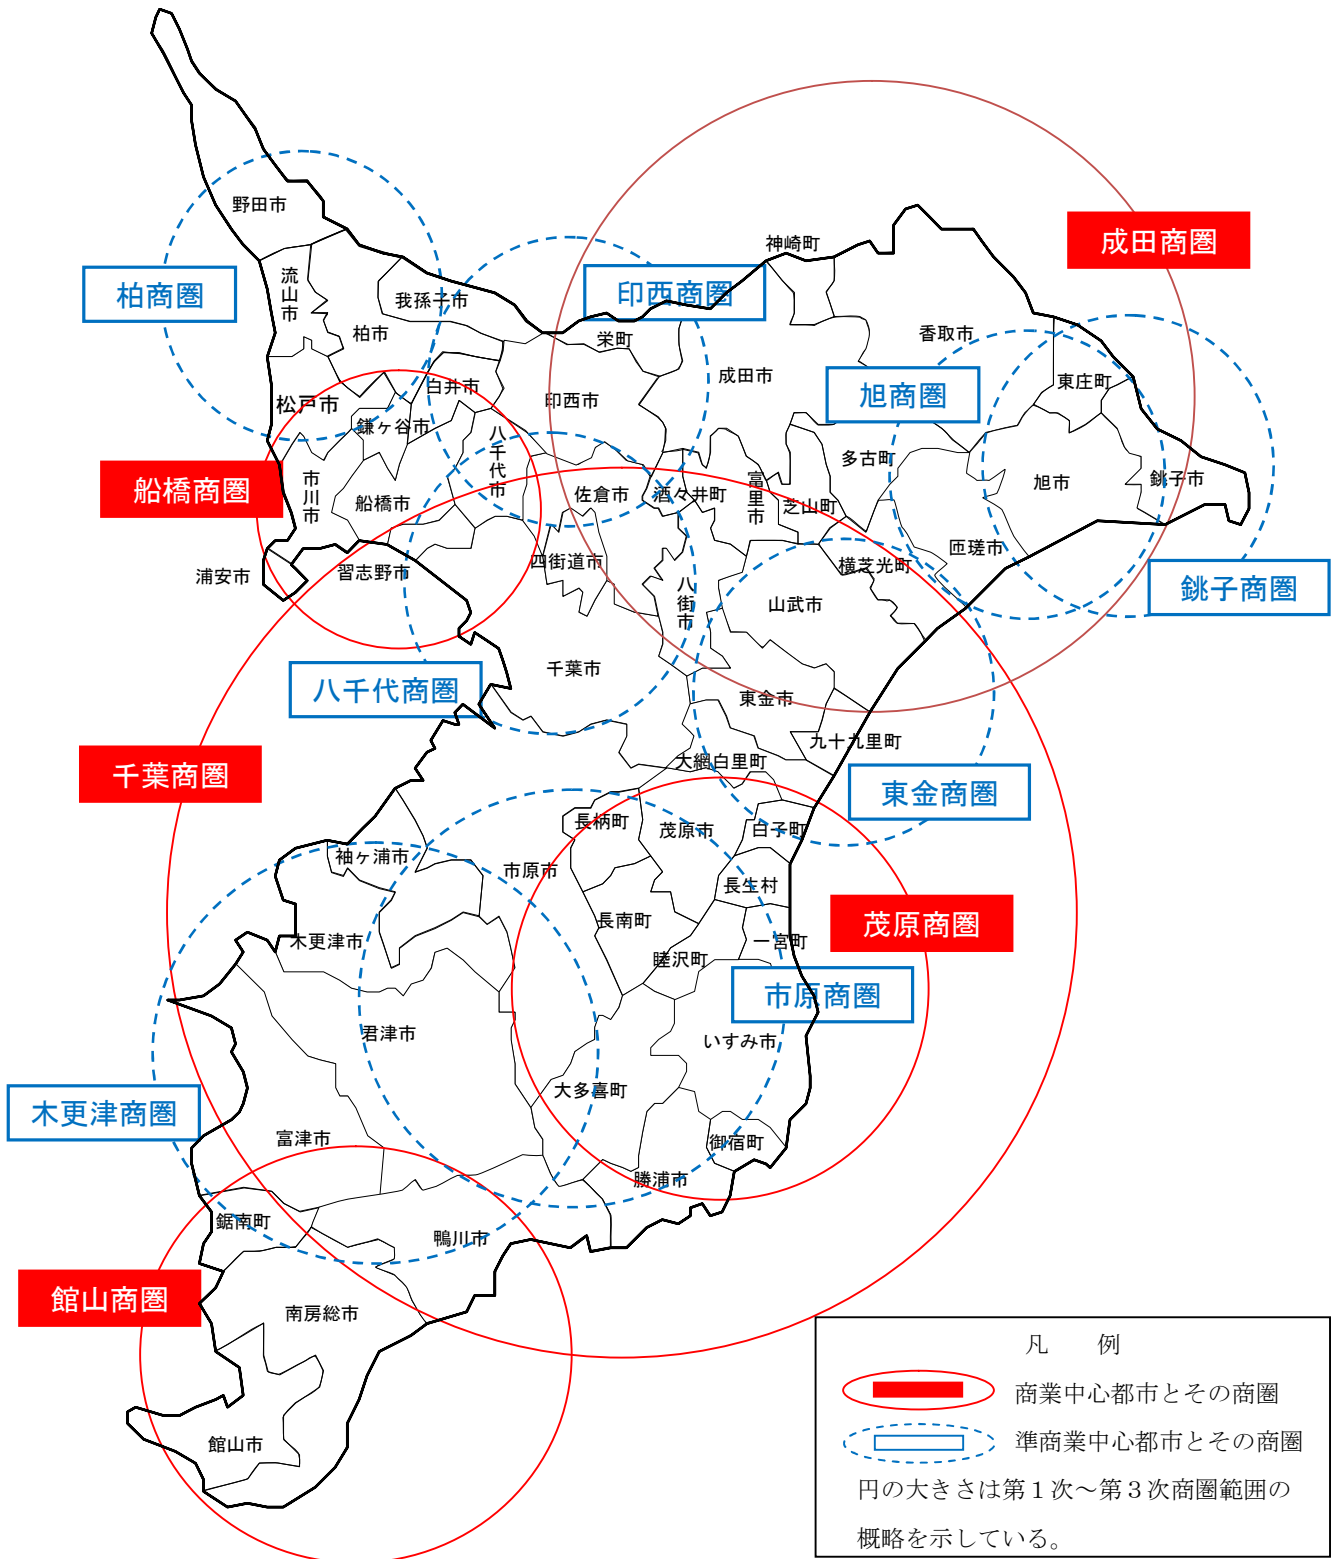 野田市
成田商圏
神崎町
流山市
柏商圏
印西商圏
我孫子市
柏市
栄町
香取市
成田市
東庄町
旭商圏
白井市
印西市
松戸市
鎌ヶ谷市
八千代市
多古町
船橋商圏
市川市
船橋市
佐倉市
酒々井町
富里市
芝山町
旭市
銚子市
浦安市
習志野市
四街道市
八街市
横芝光町
匝瑳市
山武市
銚子商圏
八千代商圏
千葉市
東金市
九十九里町
千葉商圏
大網白里町
東金商圏
長柄町
茂原市
白子町
袖ヶ浦市
市原市
長生村
長南町
茂原商圏
木更津市
一宮町
睦沢町
市原商圏
君津市
いすみ市
大多喜町
木更津商圏
富津市
御宿町
勝浦市
鋸南町
鴨川市
館山商圏
南房総市
館山市
凡　例
商業中心都市とその商圏
準商業中心都市とその商圏
円の大きさは第１次～第３次商圏範囲の
概略を示している。